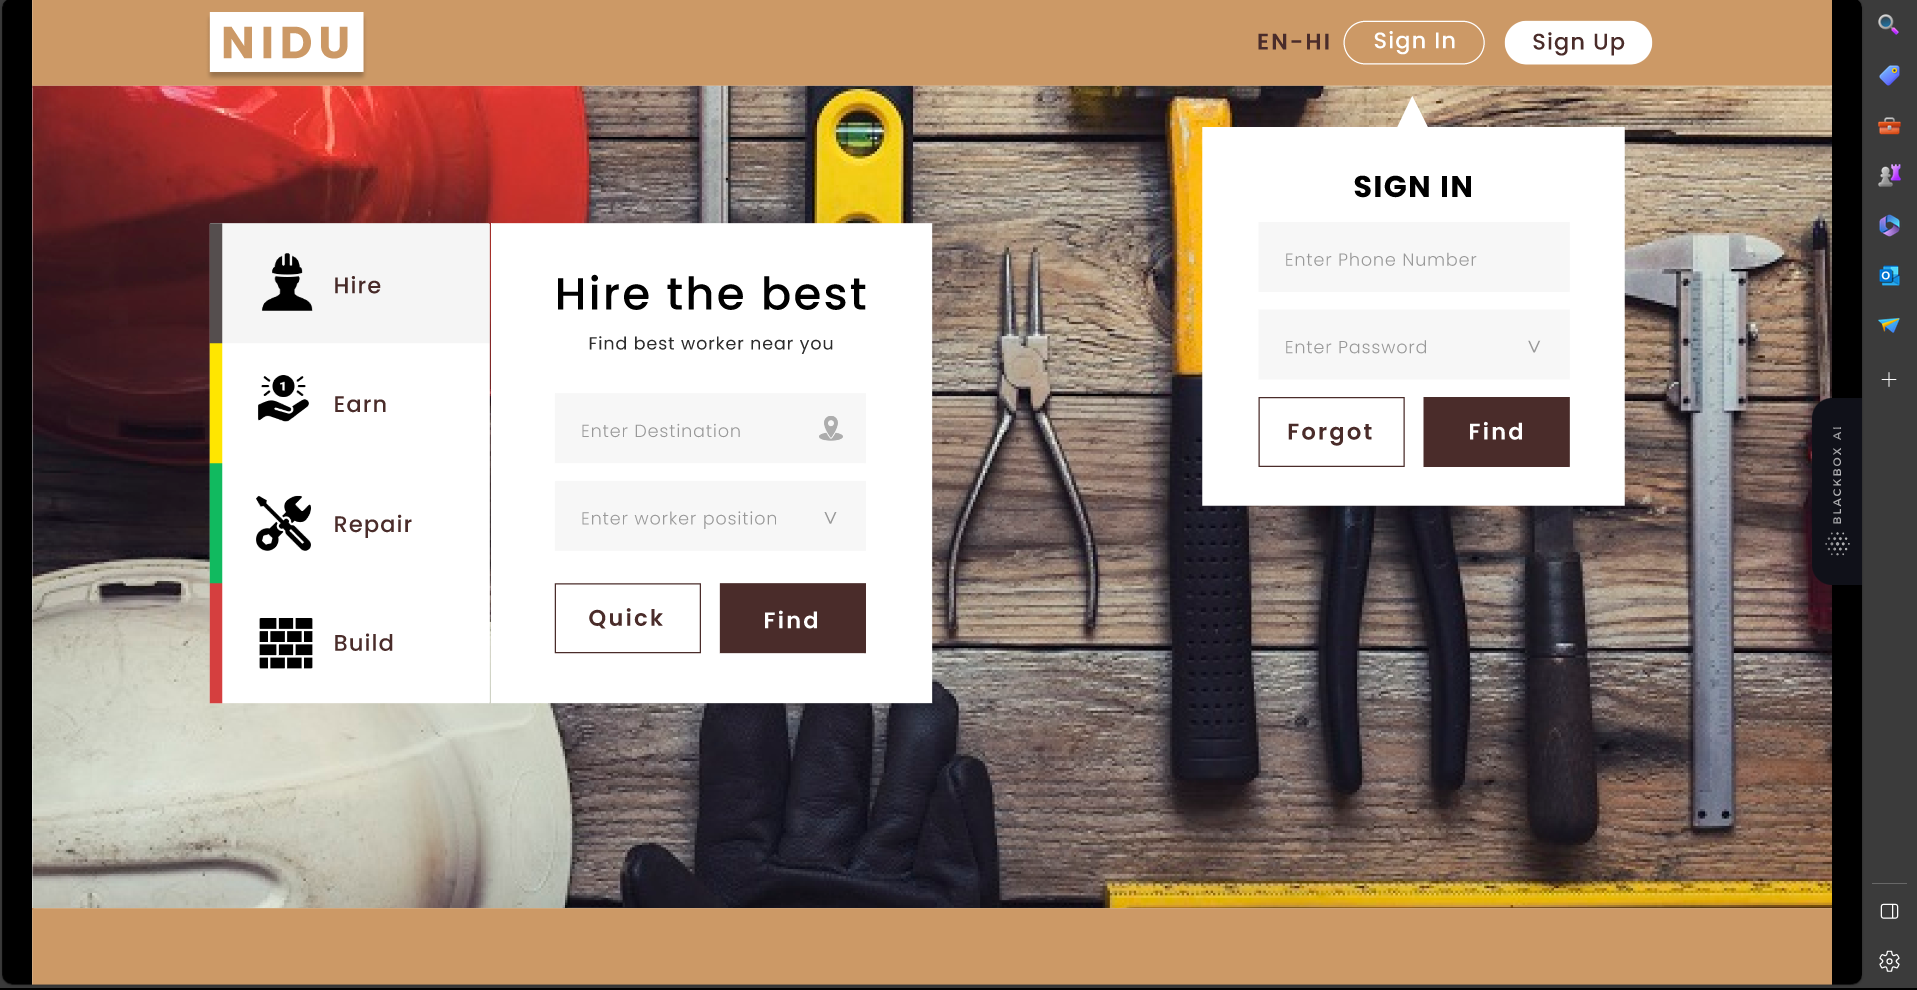 NIDU
EN-HI
Sign In
Sign Up
SIGN IN
Enter Phone Number
Enter Password
V
Forgot
Find
Hire
Earn
1
Repair
Build
Hire the best
Find best worker near you
Enter Destination
Enter worker position
V
Quick
Find
BLACKBOX AI